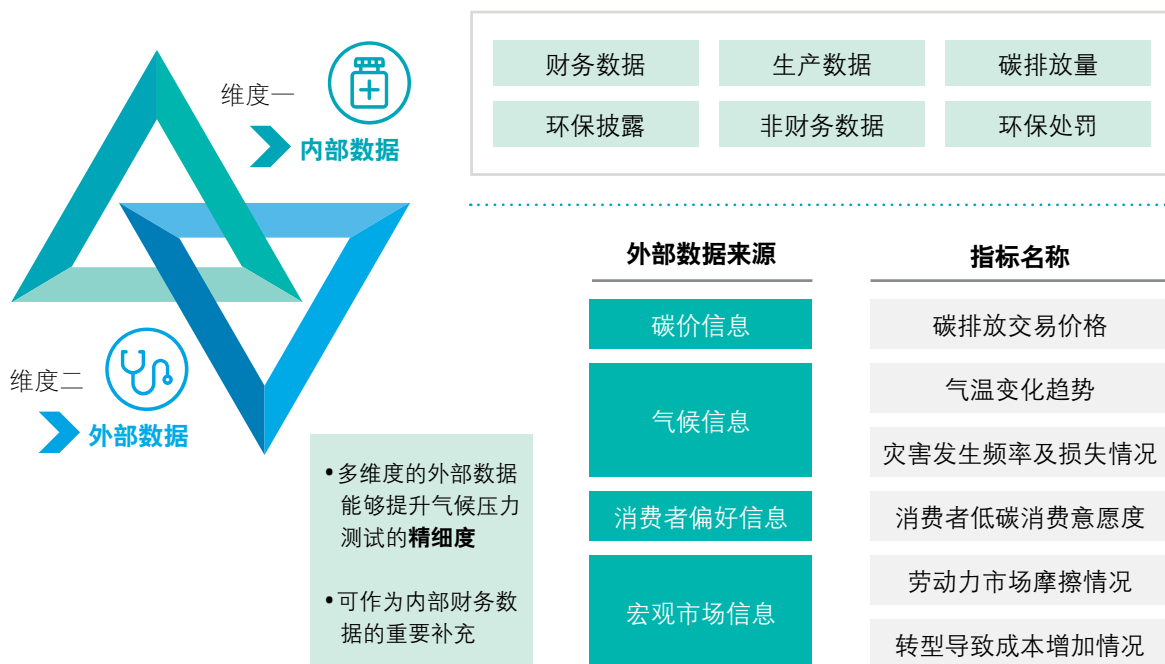 维度一
内部数据
财务数据
生产数据
碳排放量
环保披露
非财务数据
环保处罚
维度二
外部数据
•多维度的外部数据
能够提升气候压力
测试的精细度
•可作为内部财务数
据的重要补充
外部数据来源
指标名称
碳价信息
碳排放交易价格
气候信息
气温变化趋势
灾害发生频率及损失情况
消费者偏好信息
消费者低碳消费意愿度
宏观市场信息
劳动力市场摩擦情况
转型导致成本增加情况